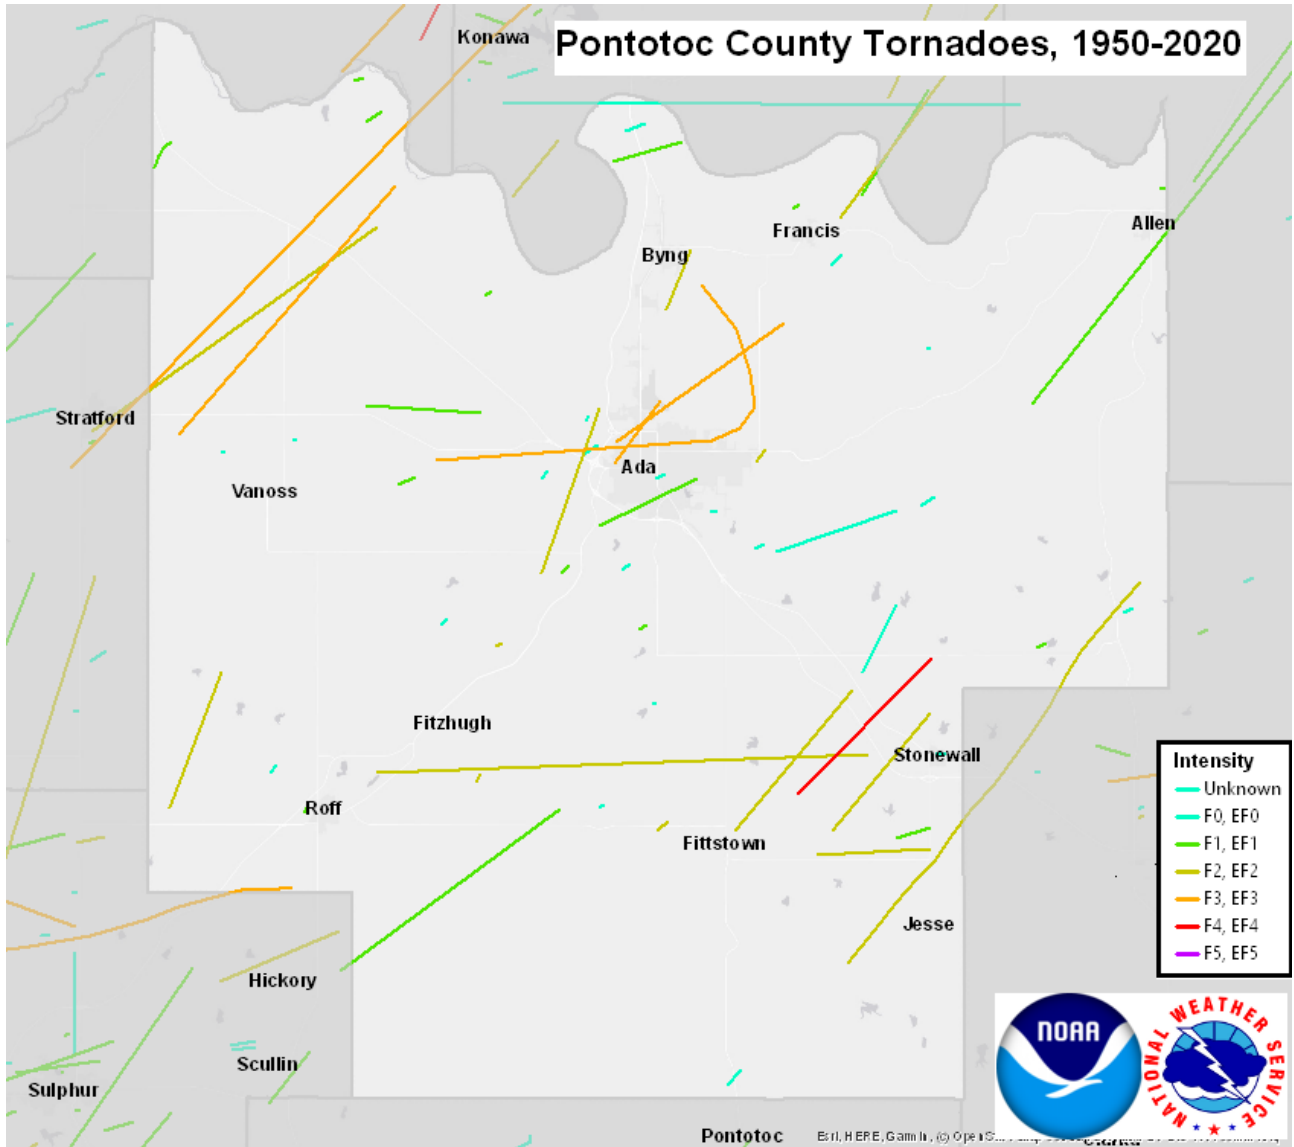 Konawa
Pontotoc County Tornadoes, 1950-2020
Allen
Francis
Byng
Stratford
Ada
Vanoss
Fitzhugh
Stonewall
Roff
Fittstown
Jesse
Hickory
Scullin
Sulphur
Pontotoc
Intensity
Unknown
F0, EF0
F1, EF1
F2, EF2
F3, EF3
F4, EF4
F5, EF5
NOAA
NATIONAL WEATHER SERVICE
Esri, HERE, Garmin, (c) OpenStreetMap